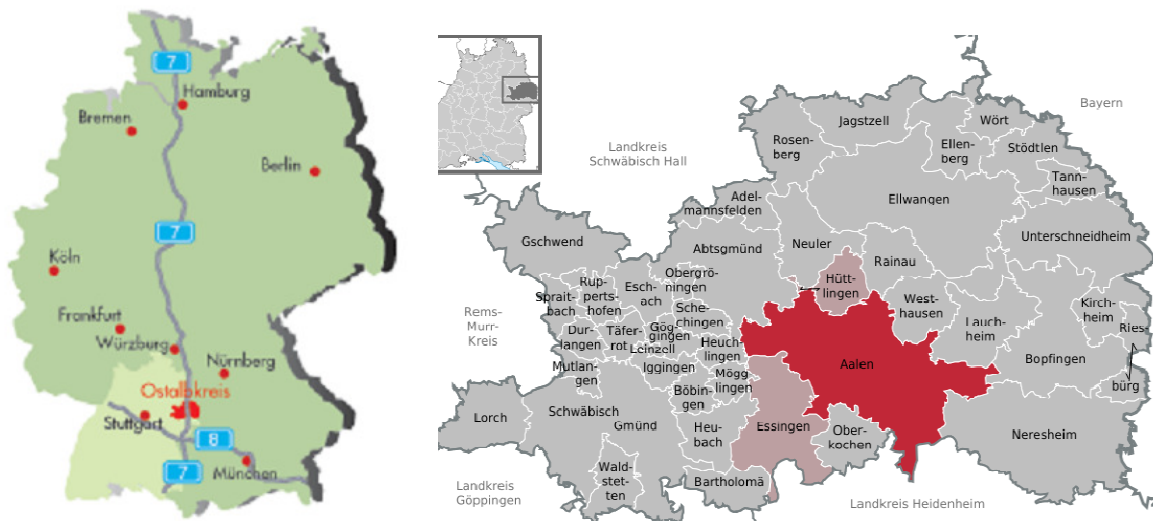 7
Hamburg
Bremen
Berlin
7
Köln
Frankfurt
Würzburg
Nürnberg
Ostalbkreis
Stuttgart
8
München
7
Bayern
Landkreis
Schwäbisch Hall
Jagstzell
Wört
Rosen-
berg
Ellen-
berg
Stödtlen
Tann-
hausen
Adel-
mannsfelden
Ellwangen
Gschwend
Abtsgmünd
Neuler
Unterschneidheim
Rainau
Obergrö-
ningen
Hütt-
lingen
Rup-
perts-
hofen
Esch-
ach
Sprait-
bach
Sche-
chingen
West-
hausen
Kirch-
heim
Lauch-
heim
Ries-
bürg
Rems-
Murr-
Kreis
Dur-
langen
Täfer-
rot
Gög-
gingen
Leinzell
Heuch-
lingen
Iggingen
Mutlan-
gen
Mögg
lingen
Aalen
Bopfingen
Böbin-
gen
Lorch
Schwäbisch
Gmünd
Heu-
bach
Essingen
Ober-
kochen
Neresheim
Wald-
stet-
ten
Bartholomä
Landkreis
Göppingen
Landkreis Heidenheim